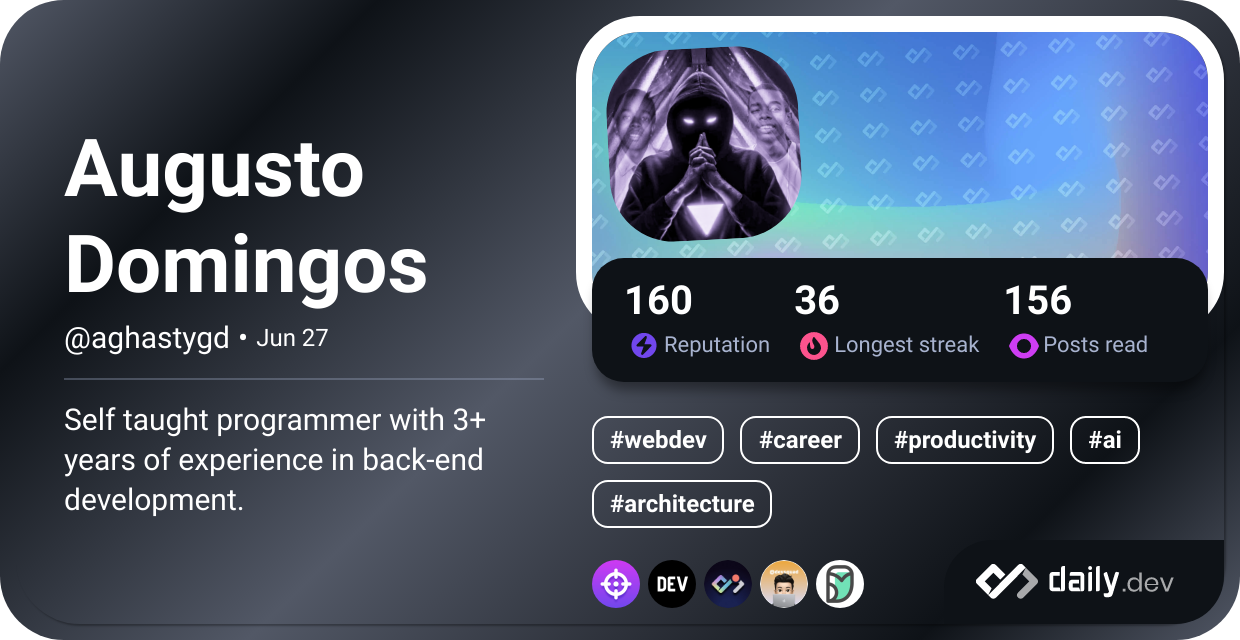 Augusto
Domingos
@aghastygd • Jun 27
Self taught programmer with 3+
years of experience in back-end
development.
160 36 156
Reputation Longest streak Posts read
#webdev #career #productivity #ai
#architecture
DEV
daily.dev